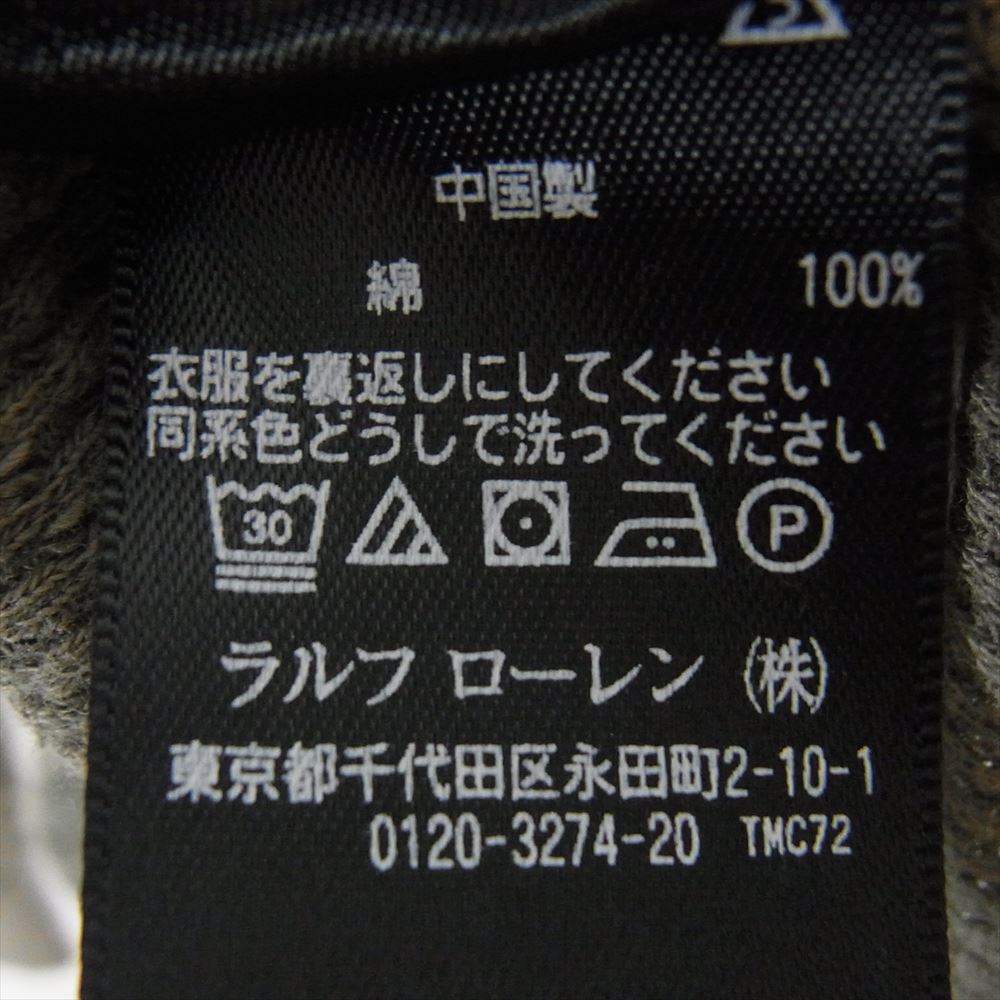 中国製
綿 100%
衣服を裏返しにしてください
同系色どうしで洗ってください
30 P
ラルフ ローレン (株)
東京都千代田区永田町2-10-1
0120-3274-20 TMC72